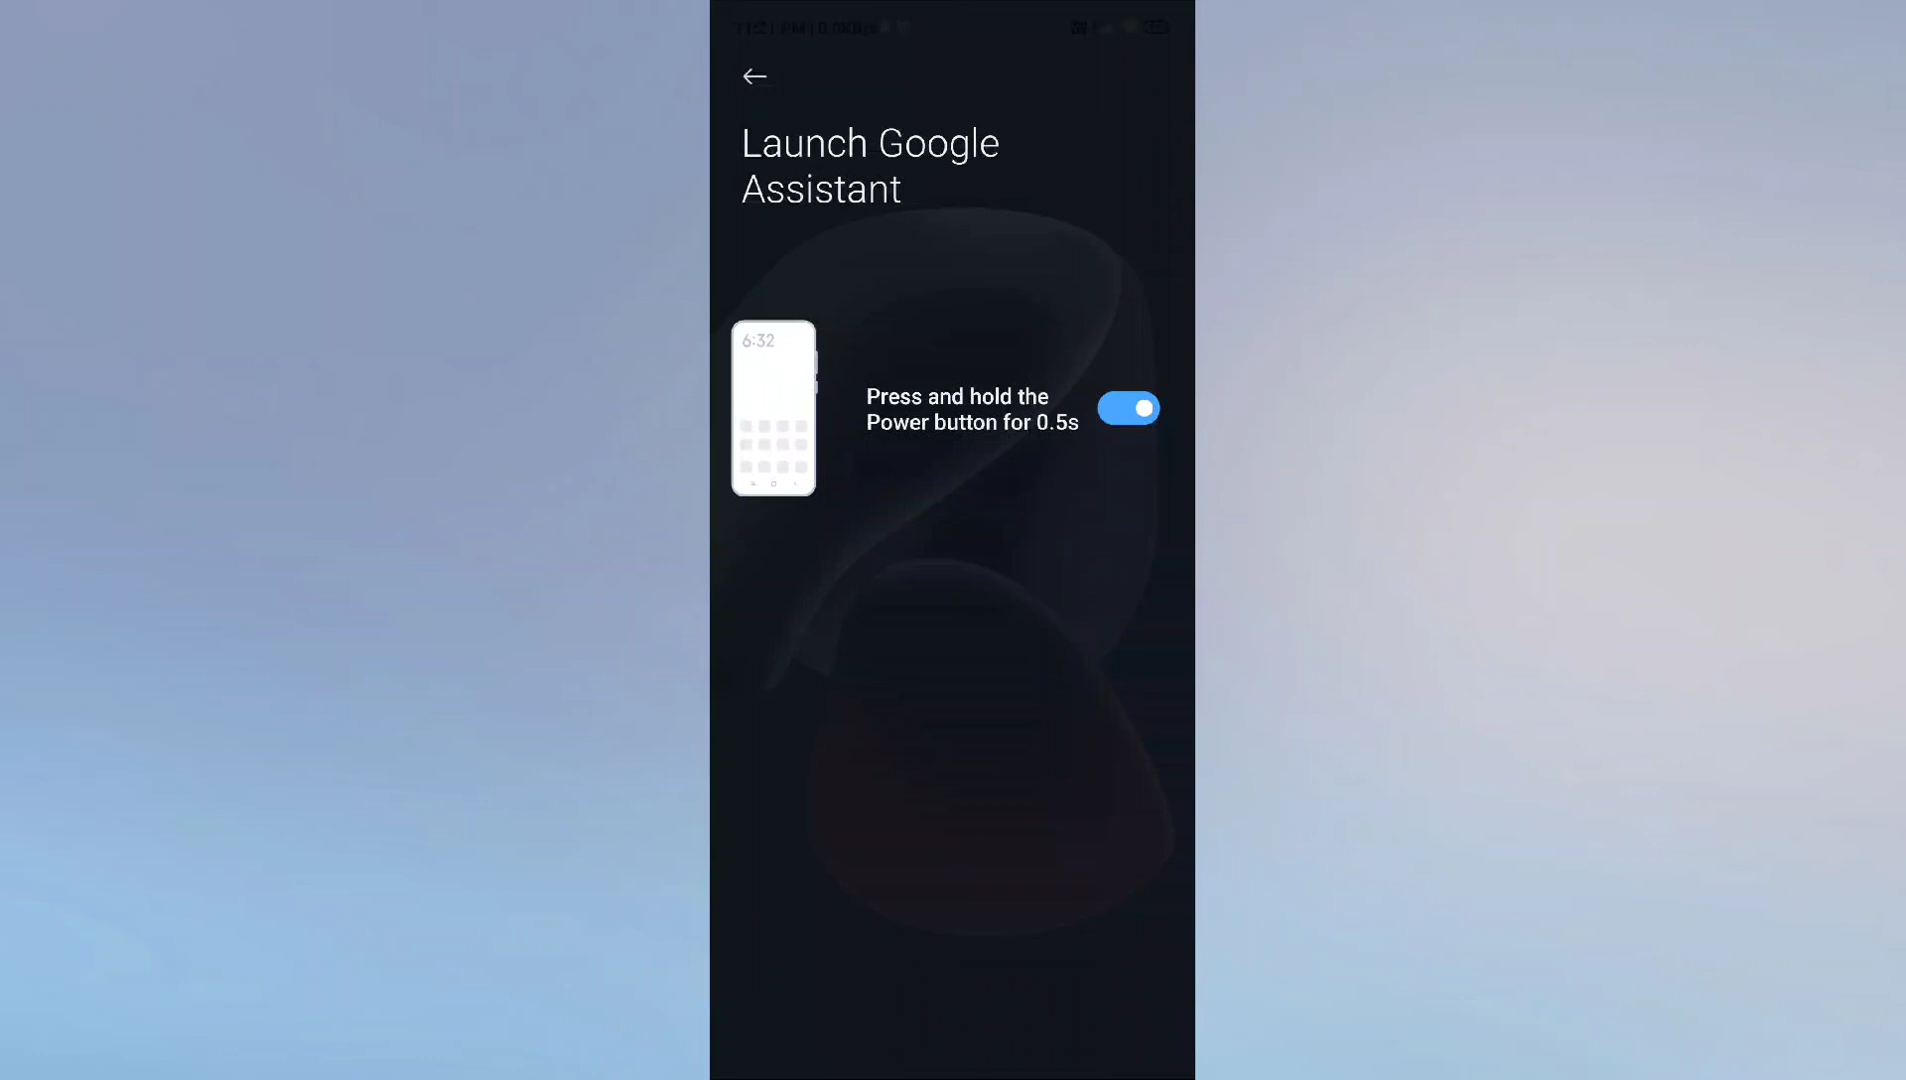 Launch Google
Assistant
6:32
Press and hold the
Power button for 0.5s